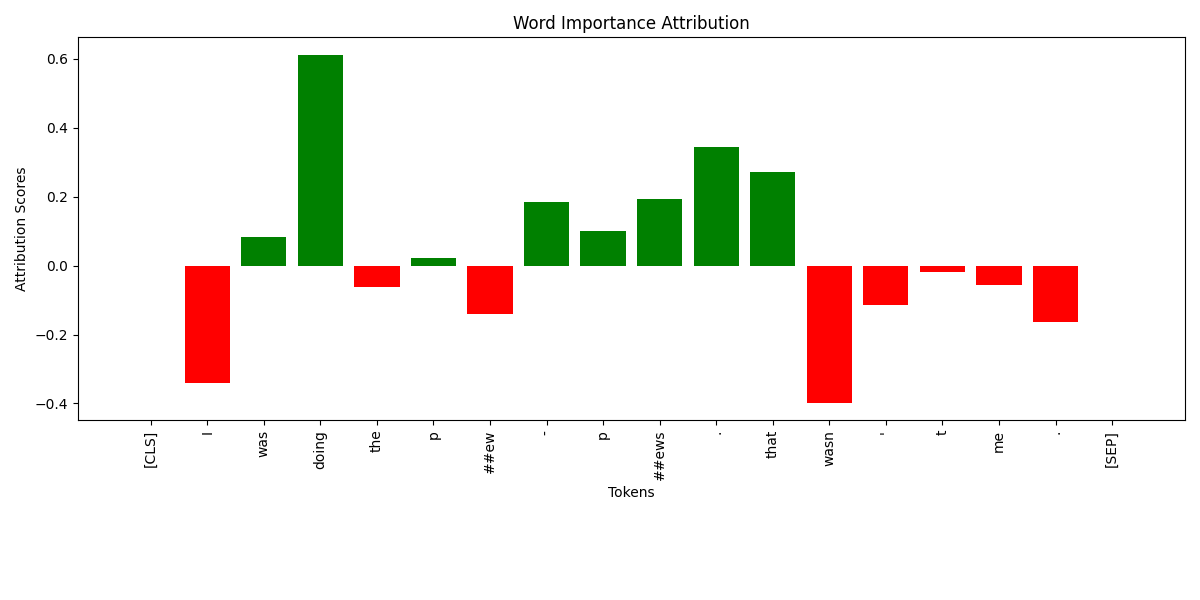 Word Importance Attribution
Attribution Scores
0.6
0.4
0.2
0.0
−0.2
−0.4
[CLS]
I
was
doing
the
p
##ew
-
p
##ews
.
that
wasn
'
t
me
.
[SEP]
Tokens